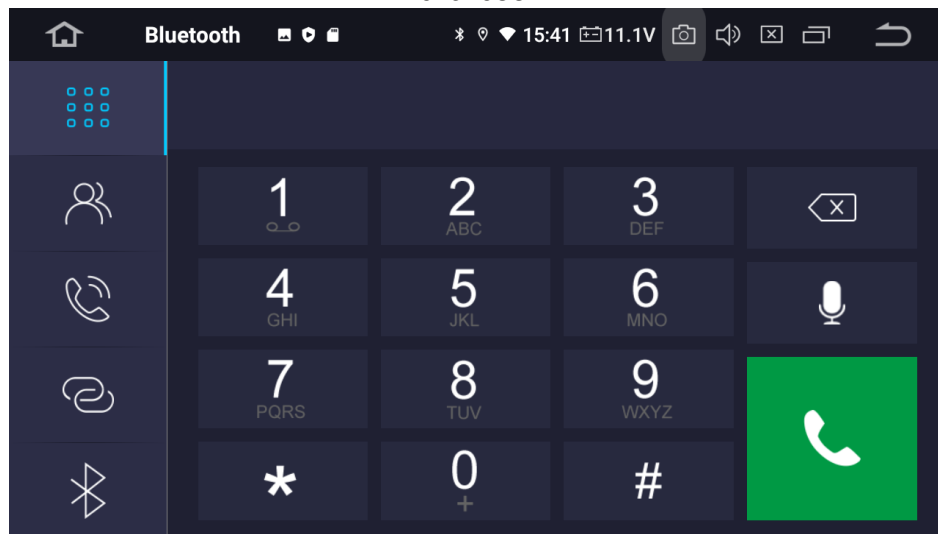 Bluetooth 15:41 11.1V
1 2 3
ABC DEF
4 5 6
GHI JKL MNO
7 8 9
PQRS TUV WXYZ
* 0 #
+